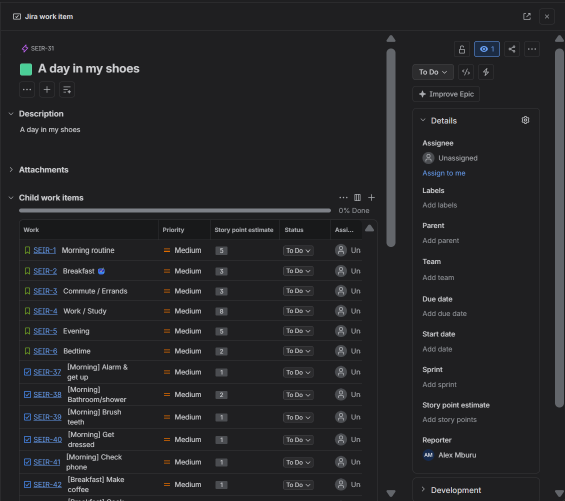 Jira work item
SEIR-31
1
A day in my shoes
To Do
Improve Epic
Description
A day in my shoes
Attachments
Child work items
0% Done
Work Priority Story point estimate Status Assi...
SEIR-1 Morning routine Medium 5 To Do Un
SEIR-2 Breakfast Medium 3 To Do Un
SEIR-3 Commute / Errands Medium 3 To Do Un
SEIR-4 Work / Study Medium 8 To Do Un
SEIR-5 Evening Medium 5 To Do Un
SEIR-6 Bedtime Medium 2 To Do Un
SEIR-37 [Morning] Alarm &
get up
Medium 1 To Do Un
SEIR-38 [Morning]
Bathroom/shower
Medium 2 To Do Un
SEIR-39 [Morning] Brush
teeth
Medium 1 To Do Un
SEIR-40 [Morning] Get
dressed
Medium 1 To Do Un
SEIR-41 [Morning] Check
phone
Medium 1 To Do Un
SEIR-42 [Breakfast] Make
coffee
Medium 1 To Do Un
Details
Assignee
Unassigned
Assign to me
Labels
Add labels
Parent
Add parent
Team
Add team
Due date
Add due date
Start date
Add date
Sprint
Add sprint
Story point estimate
Add story points
Reporter
AM Alex Mburu
Development